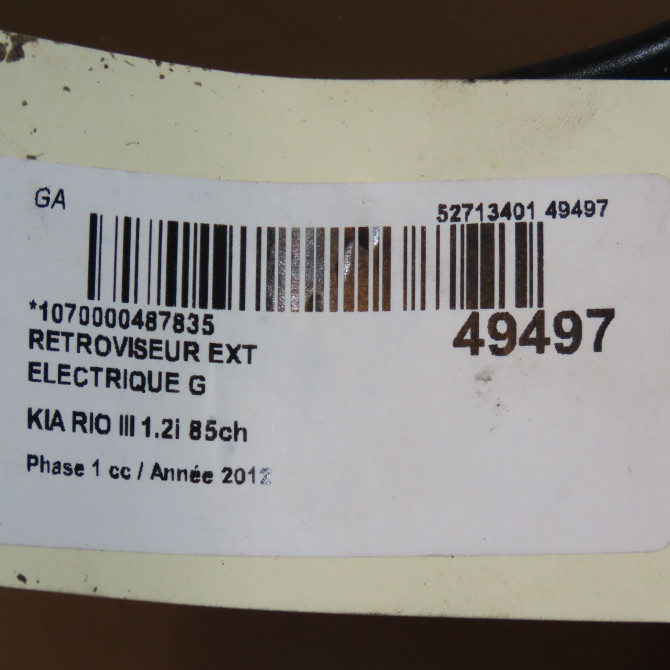 GA
52713401 49497
*1070000487835
49497
RETROVISEUR EXT
ELECTRIQUE G
KIA RIO III 1.2i 85ch
Phase 1 cc / Année 2012